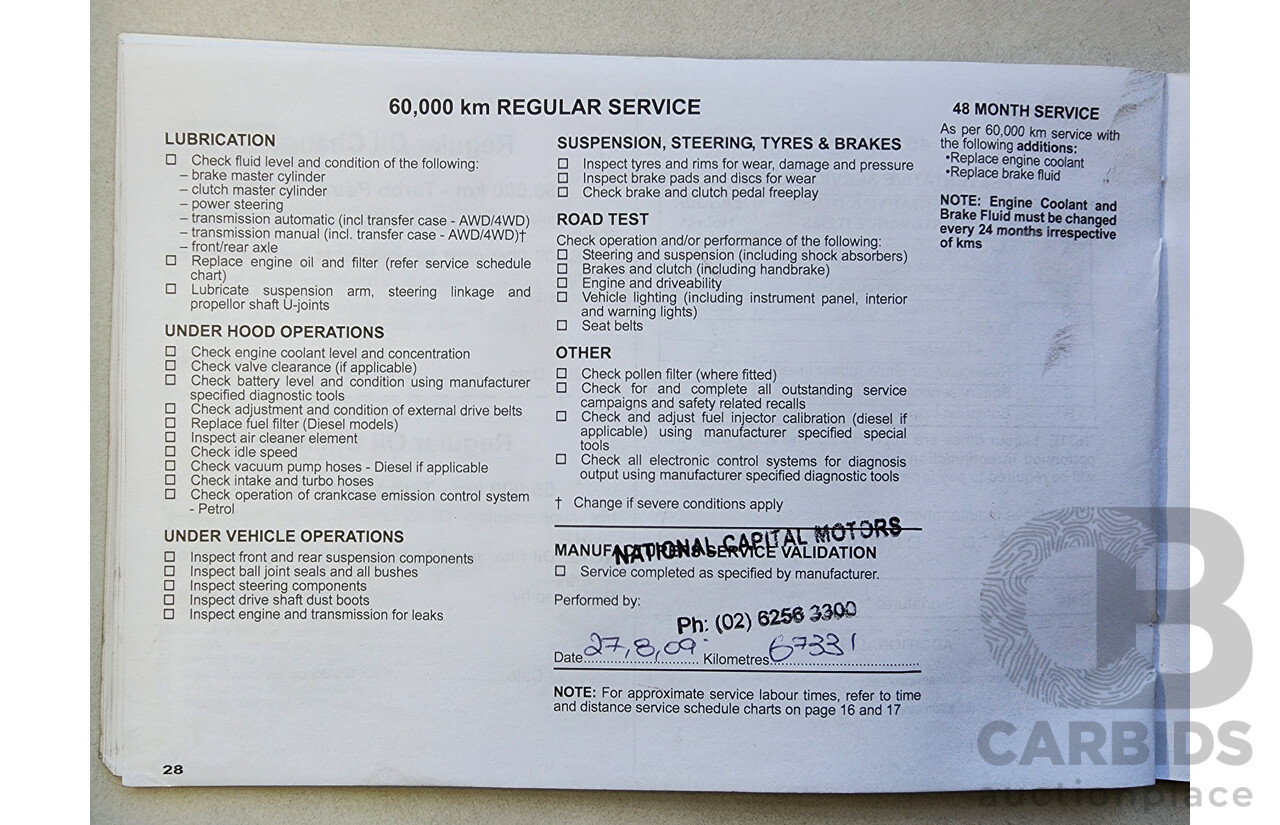 60,000 km REGULAR SERVICE
LUBRICATION
☐ Check fluid level and condition of the following:
– brake master cylinder
– clutch master cylinder
– power steering
– transmission automatic (incl transfer case - AWD/4WD)
– transmission manual (incl. transfer case - AWD/4WD)†
– front/rear axle
☐ Replace engine oil and filter (refer service schedule
chart)
☐ Lubricate suspension arm, steering linkage and
propellor shaft U-joints
UNDER HOOD OPERATIONS
☐ Check engine coolant level and concentration
☐ Check valve clearance (if applicable)
☐ Check battery level and condition using manufacturer
specified diagnostic tools
☐ Check adjustment and condition of external drive belts
☐ Replace fuel filter (Diesel models)
☐ Inspect air cleaner element
☐ Check idle speed
☐ Check vacuum pump hoses - Diesel if applicable
☐ Check intake and turbo hoses
☐ Check operation of crankcase emission control system
- Petrol
UNDER VEHICLE OPERATIONS
☐ Inspect front and rear suspension components
☐ Inspect ball joint seals and all bushes
☐ Inspect steering components
☐ Inspect drive shaft dust boots
☐ Inspect engine and transmission for leaks
28
SUSPENSION, STEERING, TYRES & BRAKES
☐ Inspect tyres and rims for wear, damage and pressure
☐ Inspect brake pads and discs for wear
☐ Check brake and clutch pedal freeplay
ROAD TEST
Check operation and/or performance of the following:
☐ Steering and suspension (including shock absorbers)
☐ Brakes and clutch (including handbrake)
☐ Engine and driveability
☐ Vehicle lighting (including instrument panel, interior
and warning lights)
☐ Seat belts
OTHER
☐ Check pollen filter (where fitted)
☐ Check for and complete all outstanding service
campaigns and safety related recalls
☐ Check and adjust fuel injector calibration (diesel if
applicable) using manufacturer specified special
tools
☐ Check all electronic control systems for diagnosis
output using manufacturer specified diagnostic tools
† Change if severe conditions apply
NATIONAL CAPITAL MOTORS
MANUFACTURERS SERVICE VALIDATION
☐ Service completed as specified by manufacturer.
Performed by:
Ph: (02) 6256 3300
Date 27,8,09 Kilometres 67331
NOTE: For approximate service labour times, refer to time
and distance service schedule charts on page 16 and 17
48 MONTH SERVICE
As per 60,000 km service with
the following additions:
•Replace engine coolant
•Replace brake fluid
NOTE: Engine Coolant and
Brake Fluid must be changed
every 24 months irrespective
of kms
CB
CARBIDS
auctionplace